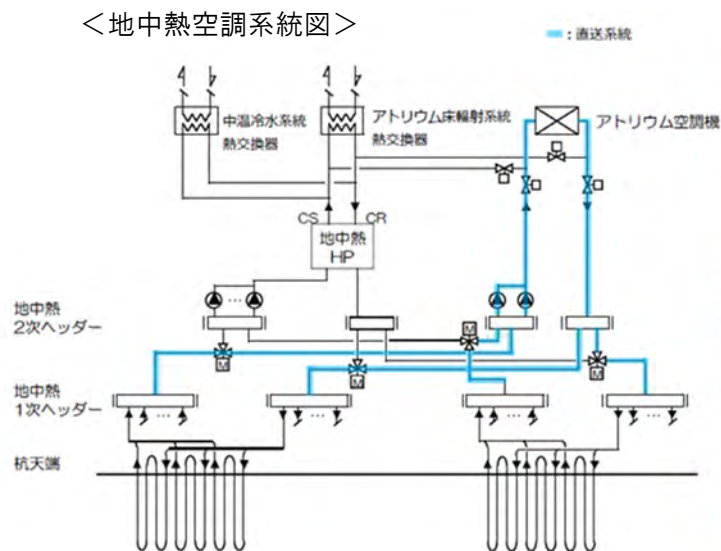 ＜地中熱空調系統図＞
：直送系統
中温冷水系統
熱交換器
アトリウム床輻射系統
熱交換器
アトリウム空調機
CS
CR
地中熱
HP
地中熱
2次ヘッダー
M
M
M
M
地中熱
1次ヘッダー
杭天端